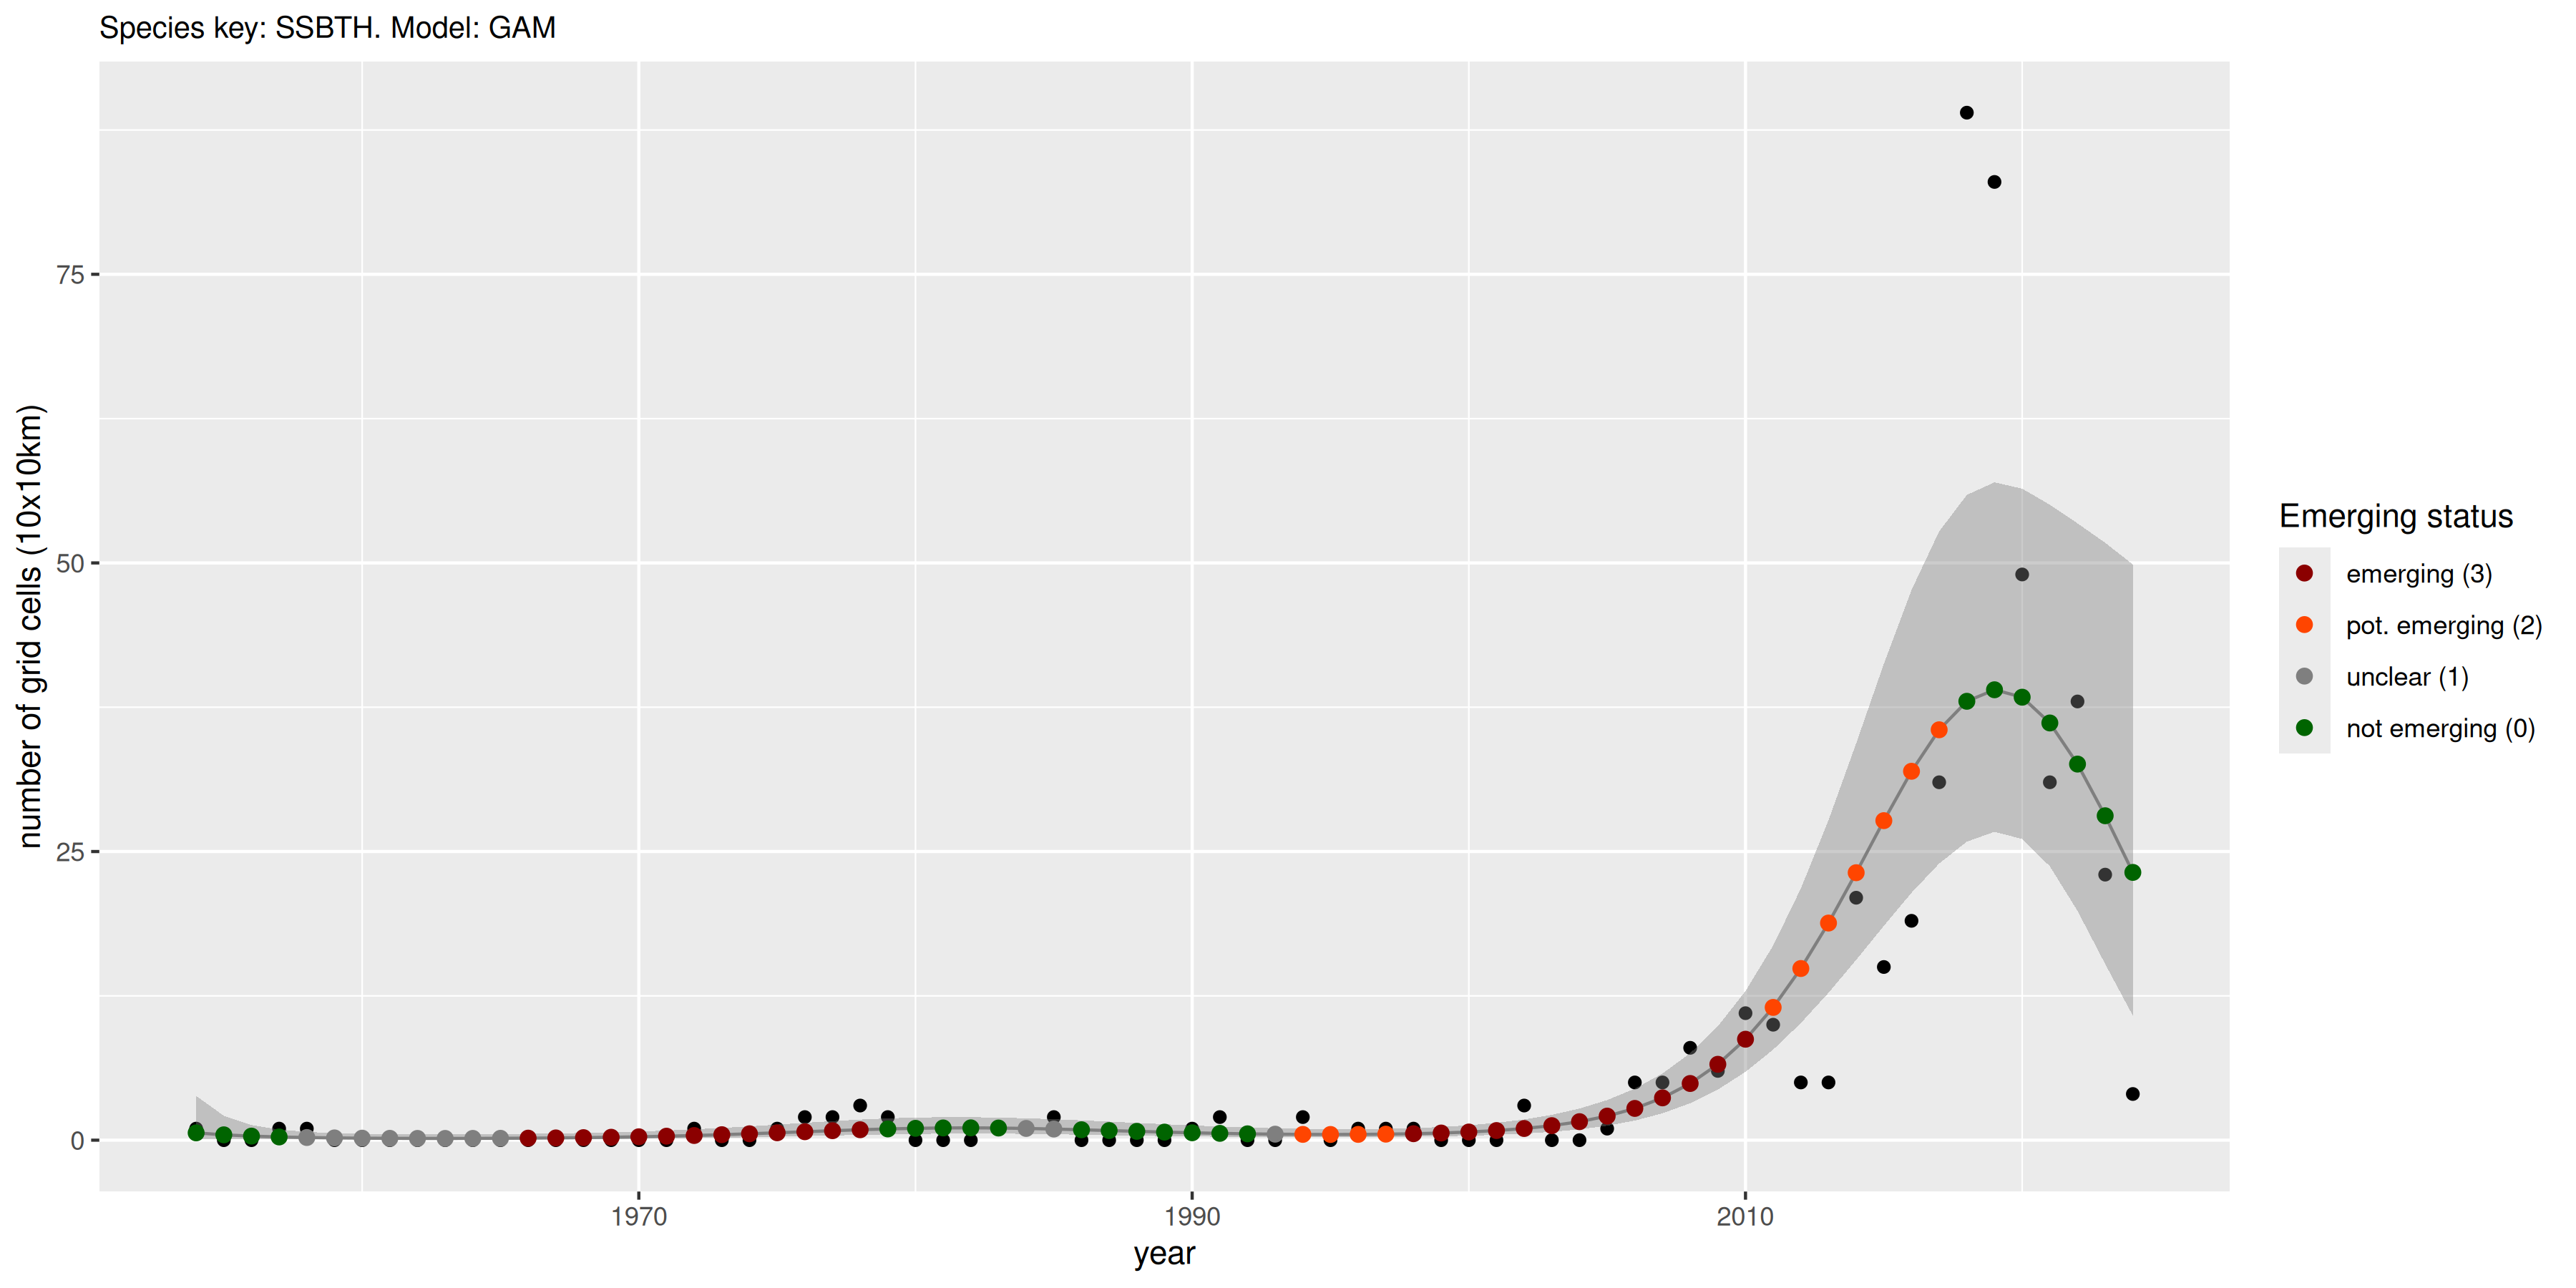 Species key: SSBTH. Model: GAM
number of grid cells (10x10km)
75
50
25
0
1970
1990
2010
year
Emerging status
emerging (3)
pot. emerging (2)
unclear (1)
not emerging (0)